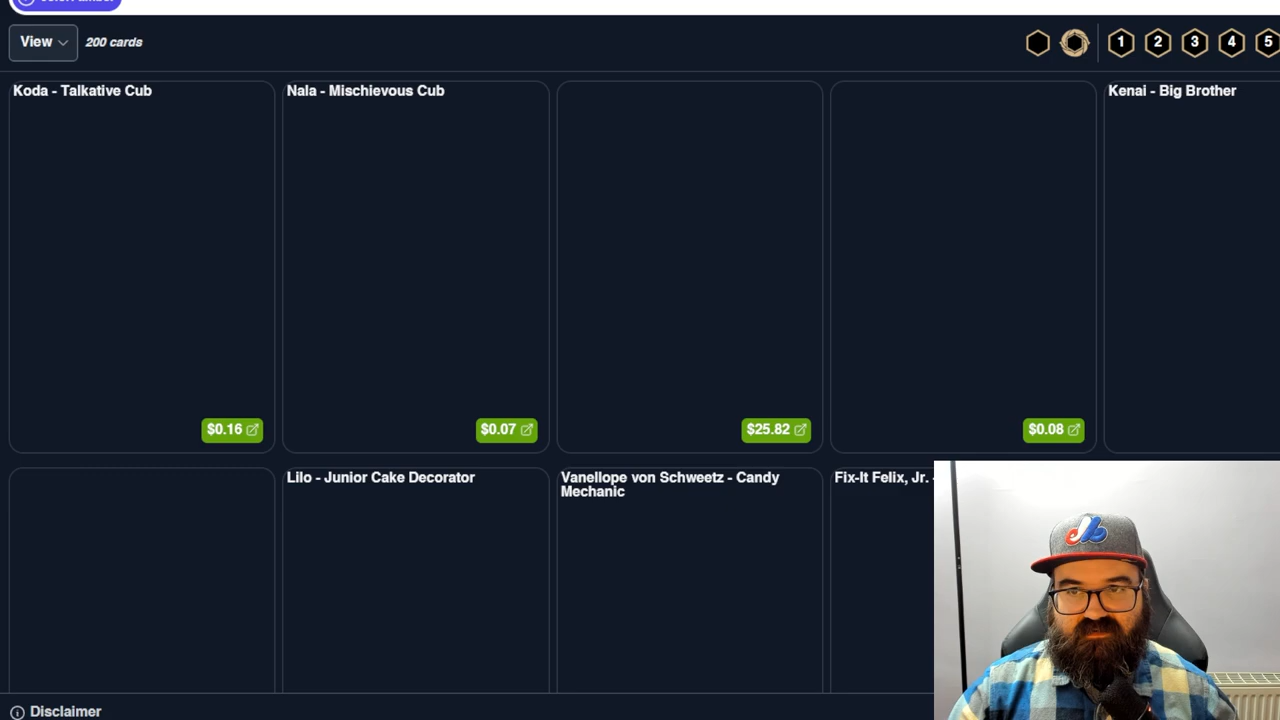 View
200 cards
1
2
3
4
5
Koda - Talkative Cub
Nala - Mischievous Cub
Kenai - Big Brother
$0.16
$0.07
$25.82
$0.08
Lilo - Junior Cake Decorator
Vanellope von Schweetz - Candy
Mechanic
Fix-It Felix, Jr. -
Disclaimer